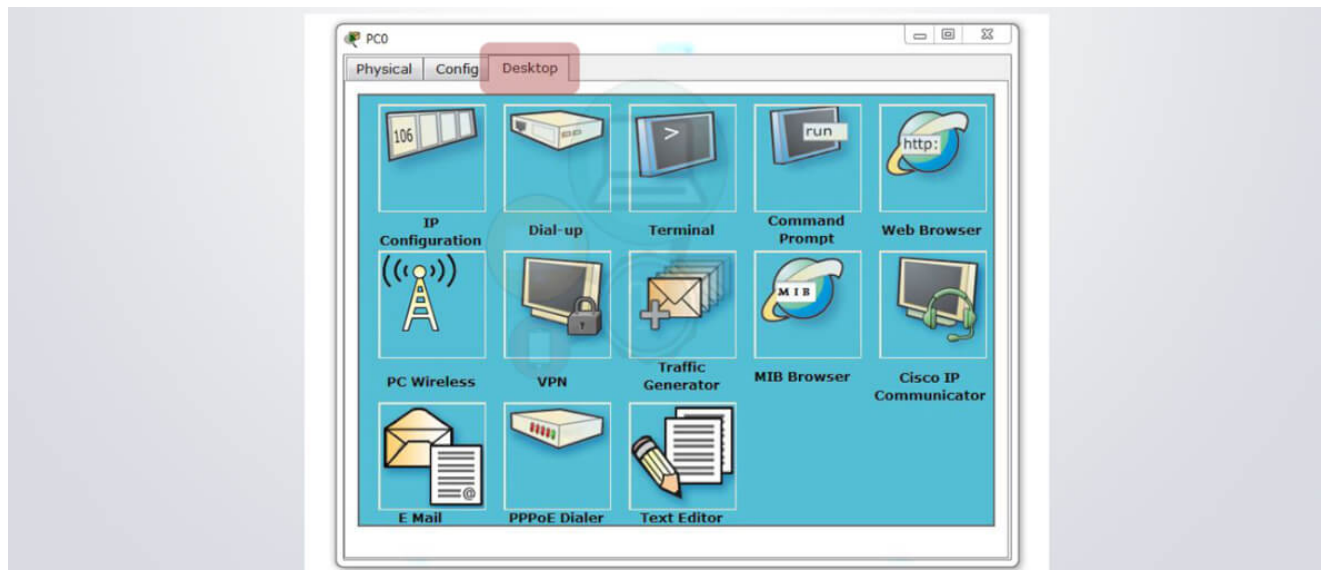 PC0
Physical Config Desktop
106
>
run
http:
IP
Configuration
Dial-up
Terminal
Command
Prompt
Web Browser
MIB
PC Wireless
VPN
Traffic
Generator
MIB Browser
Cisco IP
Communicator
@
E Mail
PPPoE Dialer
Text Editor